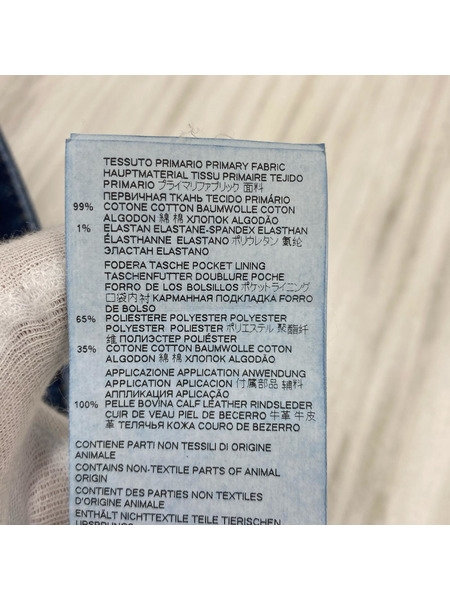 TESSUTO PRIMARIO PRIMARY FABRIC
HAUPTMATERIAL TISSU PRIMAIRE TEJIDO
PRIMARIO プライマリファブリック 面料
ПЕРВИЧНАЯ ТКАНЬ TECIDO PRIMÁRIO
99% COTONE COTTON BAUMWOLLE COTON
ALGODON 綿 棉 ХЛОПОК ALGODÃO
1% ELASTAN ELASTANE-SPANDEX ELASTHAN
ÉLASTHANNE ELASTANO ポリウレタン 氨纶
ЭЛАСТАН ELASTANO
FODERA TASCHE POCKET LINING
TASCHENFUTTER DOUBLURE POCHE
FORRO DE LOS BOLSILLOS ポケットライニング
口袋内衬 КАРМАННАЯ ПОДКЛАДКА FORRO
DE BOLSO
65% POLIESTERE POLYESTER POLYESTER
POLYESTER POLIESTER ポリエステル 聚酯纤
维 ПОЛИЭСТЕР POLIÉSTER
35% COTONE COTTON BAUMWOLLE COTON
ALGODON 綿 棉 ХЛОПОК ALGODÃO
APPLICAZIONE APPLICATION ANWENDUNG
APPLICATION APLICACION 付属部品 辅料
АППЛИКАЦИЯ APLICAÇÃO
100% PELLE BOVINA CALF LEATHER RINDSLEDER
CUIR DE VEAU PIEL DE BECERRO 牛革 牛皮
革 ТЕЛЯЧЬЯ КОЖА COURO DE BEZERRO
CONTIENE PARTI NON TESSILI DI ORIGINE
ANIMALE
CONTAINS NON-TEXTILE PARTS OF ANIMAL
ORIGIN
CONTIENT DES PARTIES NON TEXTILES
D'ORIGINE ANIMALE
ENTHÄLT NICHTTEXTILE TEILE TIERISCHEN
URSPRUNGS